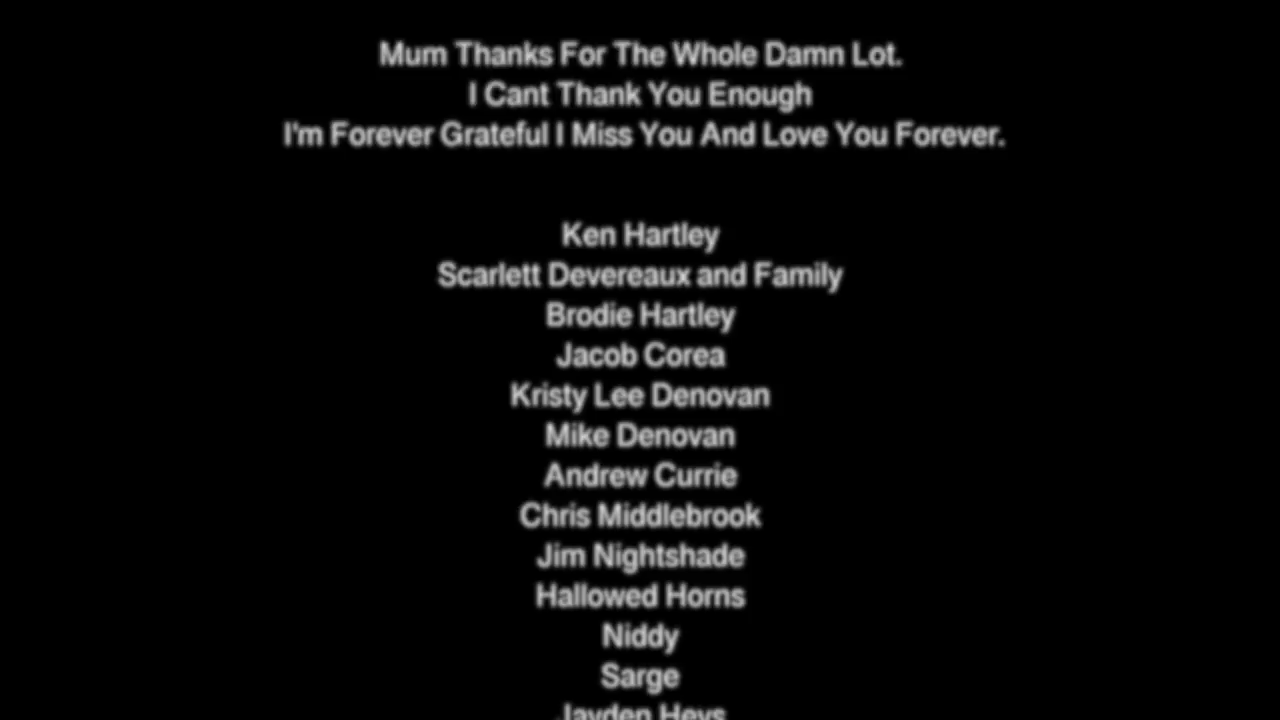 Mum Thanks For The Whole Damn Lot.
I Cant Thank You Enough
I'm Forever Grateful I Miss You And Love You Forever.
Ken Hartley
Scarlett Devereaux and Family
Brodie Hartley
Jacob Corea
Kristy Lee Denovan
Mike Denovan
Andrew Currie
Chris Middlebrook
Jim Nightshade
Hallowed Horns
Niddy
Sarge
Jayden Heys